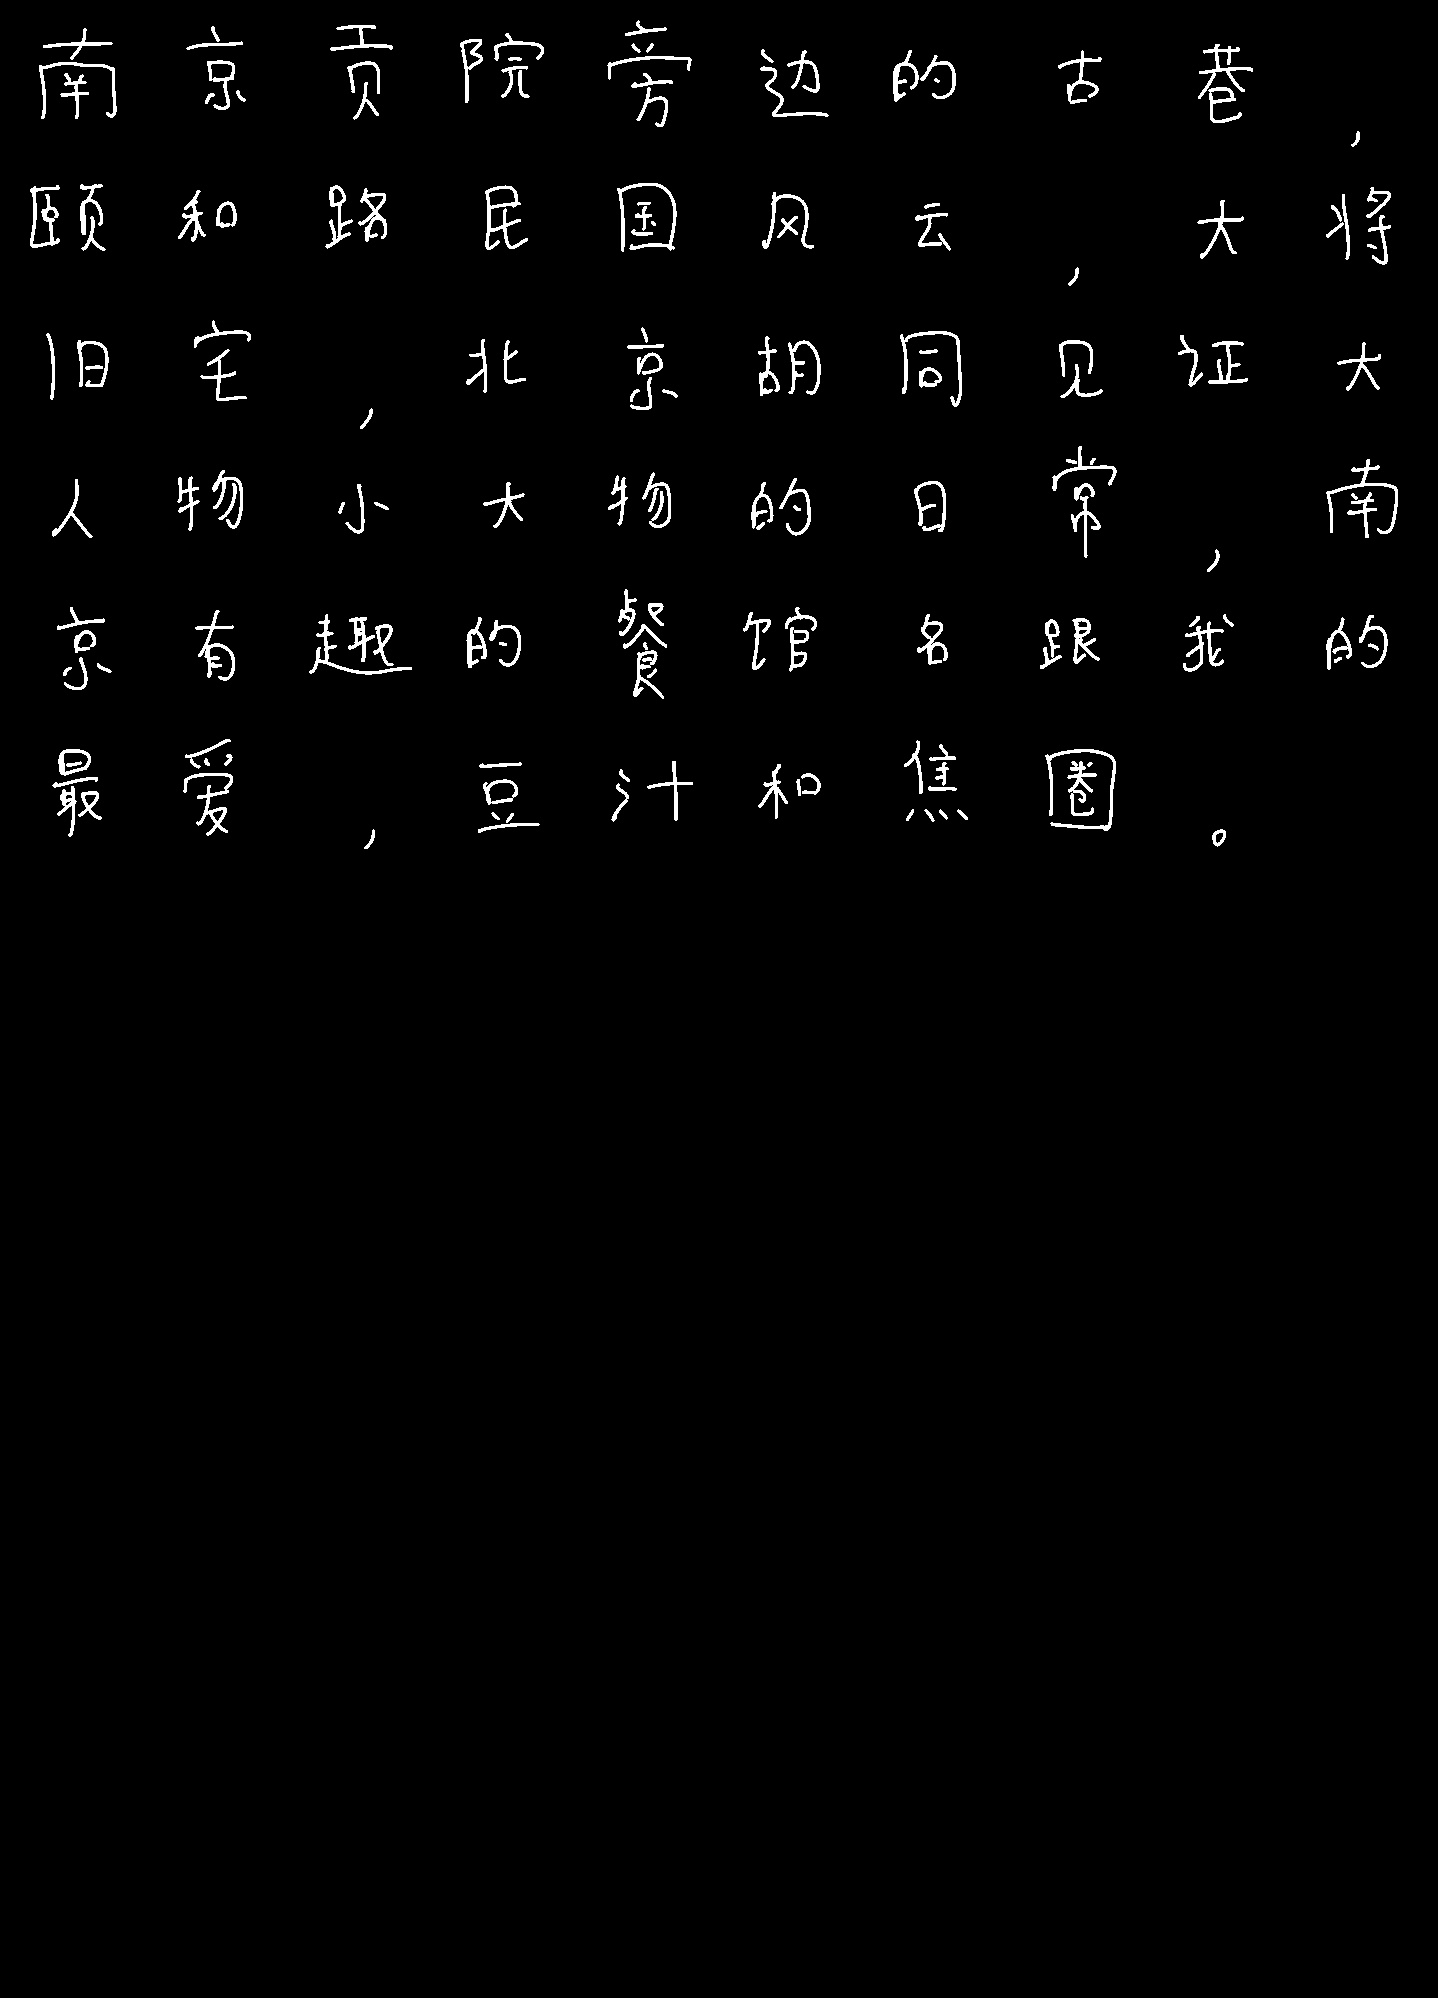 南京贡院旁边的古巷，
颐和路民国风云，大将
旧宅，北京胡同见证大
人物小大物的日常，南
京有趣的餐馆名跟我的
最爱，豆汁和焦圈。